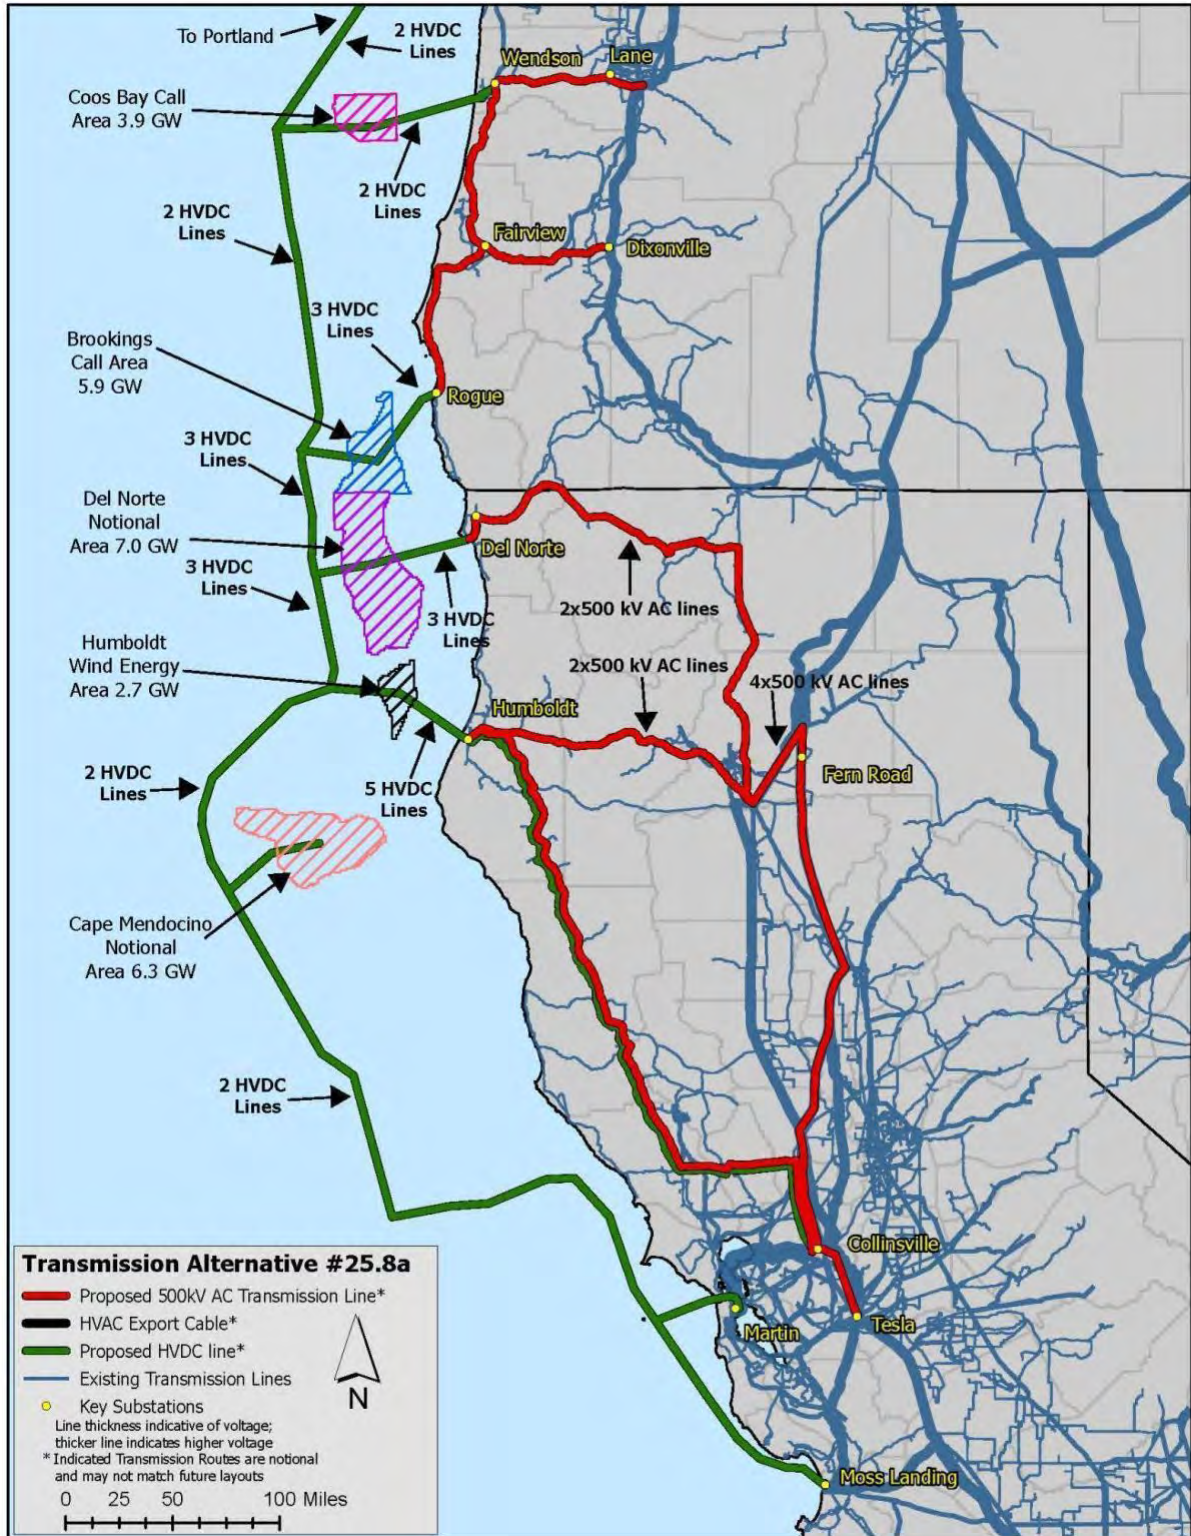 To Portland
2 HVDC
Lines
Wendson
Lane
Coos Bay Call
Area 3.9 GW
2 HVDC
Lines
2 HVDC
Lines
Fairview
Dixonville
3 HVDC
Lines
Brookings
Call Area
5.9 GW
Rogue
3 HVDC
Lines
Del Norte
Notional
Area 7.0 GW
Del Norte
3 HVDC
Lines
2x500 kV AC lines
3 HVDC
Lines
Humboldt
Wind Energy
Area 2.7 GW
2x500 kV AC lines
4x500 kV AC lines
Humboldt
2 HVDC
Lines
5 HVDC
Lines
Fern Road
Cape Mendocino
Notional
Area 6.3 GW
2 HVDC
Lines
Collinsville
Martin
Tesla
Moss Landing
Transmission Alternative #25.8a
Proposed 500kV AC Transmission Line*
HVAC Export Cable*
Proposed HVDC line*
Existing Transmission Lines
Key Substations
N
Line thickness indicative of voltage;
thicker line indicates higher voltage
* Indicated Transmission Routes are notional
and may not match future layouts
0 25 50 100 Miles